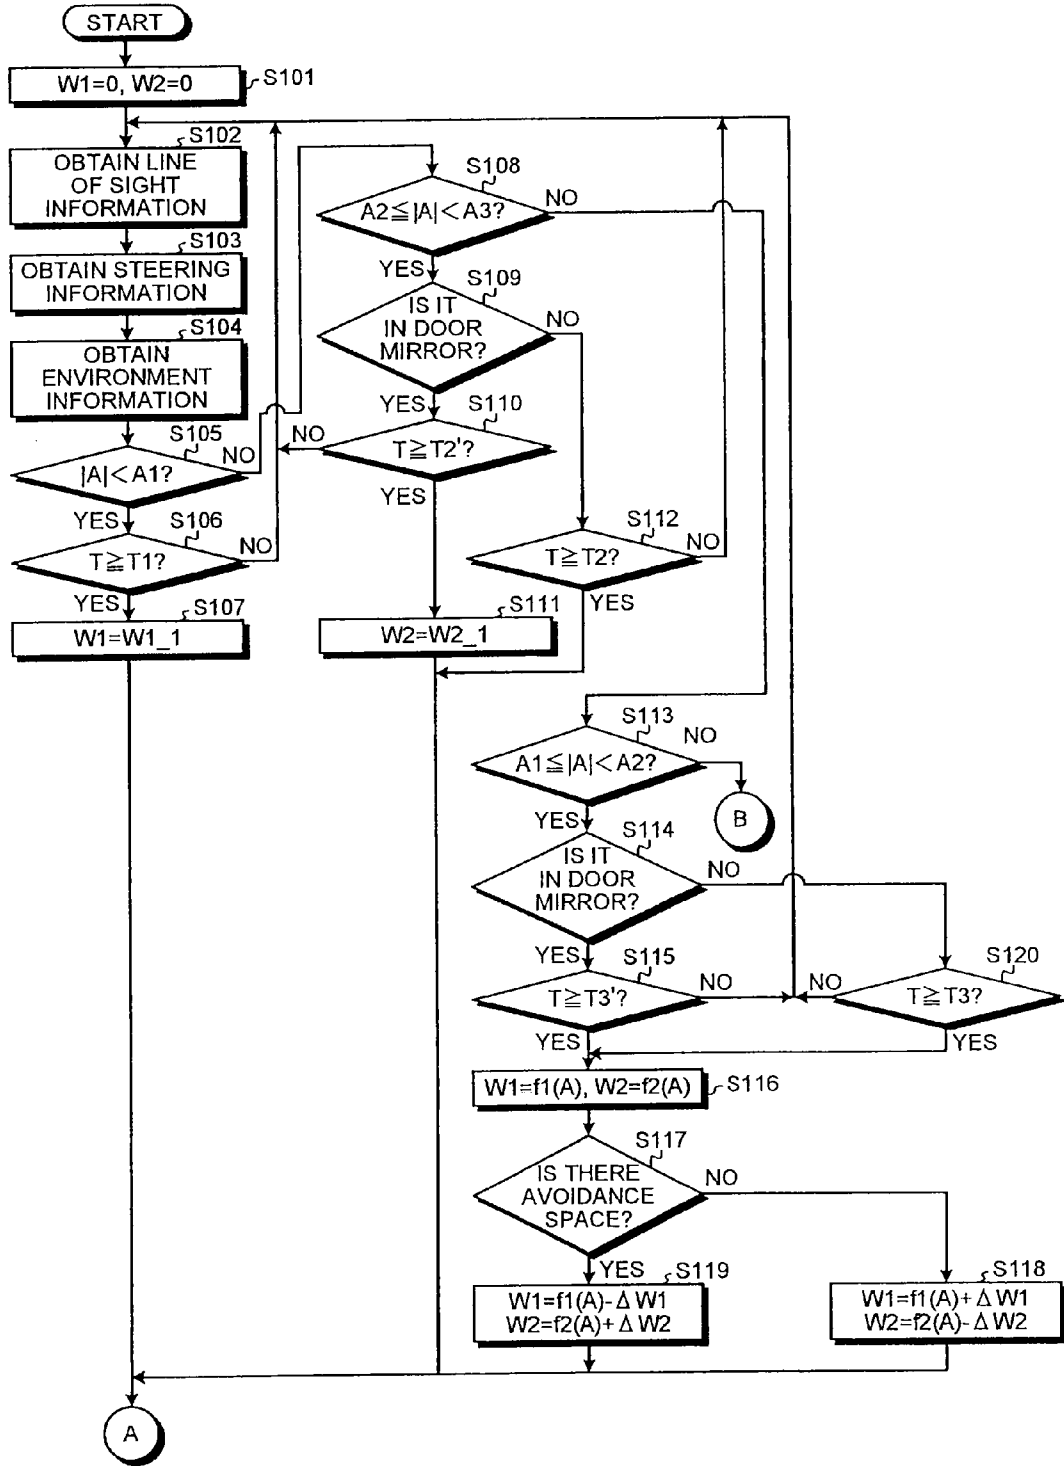 START
W1=0, W2=0
S101
S102
OBTAIN LINE
OF SIGHT
INFORMATION
S103
OBTAIN STEERING
INFORMATION
S104
OBTAIN
ENVIRONMENT
INFORMATION
S105
|A|<A1?
NO
YES
S106
T≧T1?
NO
YES
S107
W1=W1_1
S108
A2≦|A|<A3?
NO
YES
S109
IS IT
IN DOOR
MIRROR?
NO
YES
S110
T≧T2'?
NO
YES
S112
T≧T2?
NO
YES
S111
W2=W2_1
S113
A1≦|A|<A2?
NO
YES
B
S114
IS IT
IN DOOR
MIRROR?
NO
YES
S115
T≧T3'?
NO
YES
S120
T≧T3?
NO
YES
W1=f1(A), W2=f2(A)
S116
S117
IS THERE
AVOIDANCE
SPACE?
NO
YES
S119
W1=f1(A)-Δ W1
W2=f2(A)+Δ W2
S118
W1=f1(A)+Δ W1
W2=f2(A)-Δ W2
A